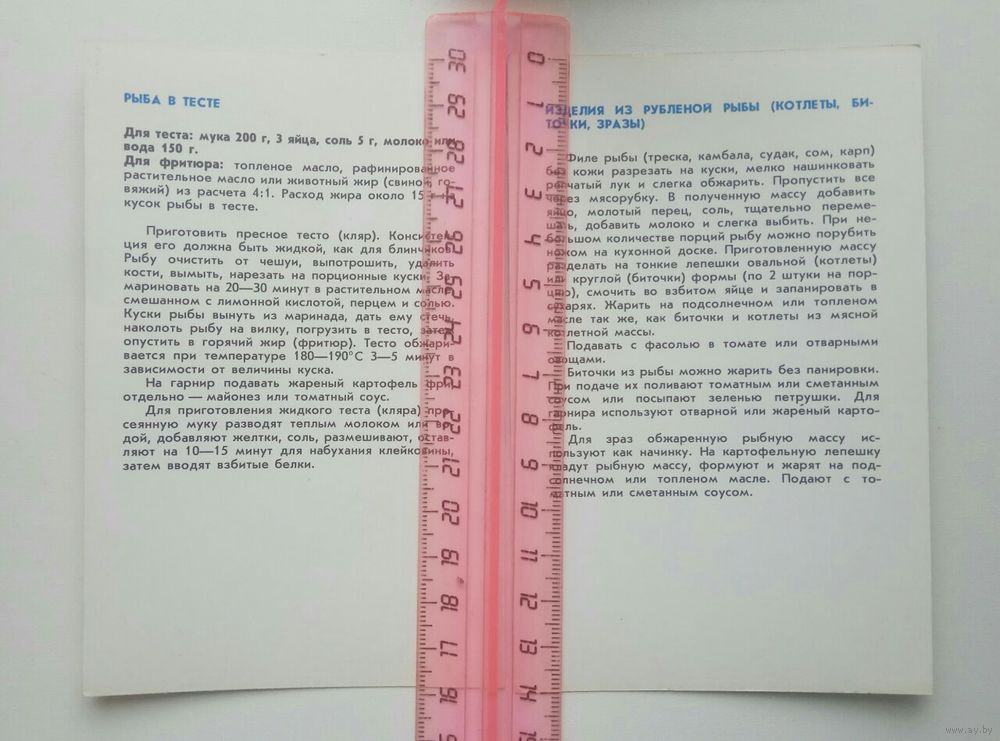 РЫБА В ТЕСТЕ
Для теста: мука 200 г, 3 яйца, соль 5 г, молоко или
вода 150 г.
Для фритюра: топленое масло, рафинированное
растительное масло или животный жир (свиной, го-
вяжий) из расчета 4:1. Расход жира около 15
кусок рыбы в тесте.
Приготовить пресное тесто (кляр). Консистен-
ция его должна быть жидкой, как для блинчиков.
Рыбу очистить от чешуи, выпотрошить, удалить
кости, вымыть, нарезать на порционные куски. За-
мариновать на 20—30 минут в растительном масле,
смешанном с лимонной кислотой, перцем и солью.
Куски рыбы вынуть из маринада, дать ему стечь,
наколоть рыбу на вилку, погрузить в тесто, затем
опустить в горячий жир (фритюр). Тесто обжари-
вается при температуре 180—190°С 3—5 минут в
зависимости от величины куска.
На гарнир подавать жареный картофель фри,
отдельно — майонез или томатный соус.
Для приготовления жидкого теста (кляра) про-
сеянную муку разводят теплым молоком или во-
дой, добавляют желтки, соль, размешивают, остав-
ляют на 10—15 минут для набухания клейковины,
затем вводят взбитые белки.
ИЗДЕЛИЯ ИЗ РУБЛЕНОЙ РЫБЫ (КОТЛЕТЫ, БИ-
ТОЧКИ, ЗРАЗЫ)
Филе рыбы (треска, камбала, судак, сом, карп)
без кожи разрезать на куски, мелко нашинковать
репчатый лук и слегка обжарить. Пропустить все
через мясорубку. В полученную массу добавить
яйцо, молотый перец, соль, тщательно переме-
шать, добавить молоко и слегка выбить. При не-
большом количестве порций рыбу можно порубить
ножом на кухонной доске. Приготовленную массу
разделать на тонкие лепешки овальной (котлеты)
или круглой (биточки) формы (по 2 штуки на пор-
цию), смочить во взбитом яйце и запанировать в
сухарях. Жарить на подсолнечном или топленом
масле так же, как биточки и котлеты из мясной
котлетной массы.
Подавать с фасолью в томате или отварными
овощами.
Биточки из рыбы можно жарить без панировки.
При подаче их поливают томатным или сметанным
соусом или посыпают зеленью петрушки. Для
гарнира используют отварной или жареный карто-
фель.
Для зраз обжаренную рыбную массу ис-
пользуют как начинку. На картофельную лепешку
кладут рыбную массу, формуют и жарят на под-
солнечном или топленом масле. Подают с то-
матным или сметанным соусом.
30
29
28
27
26
25
24
23
22
21
20
19
18
17
16
0
1
2
3
4
5
6
7
8
9
10
11
12
13
14
15
www.ay.by